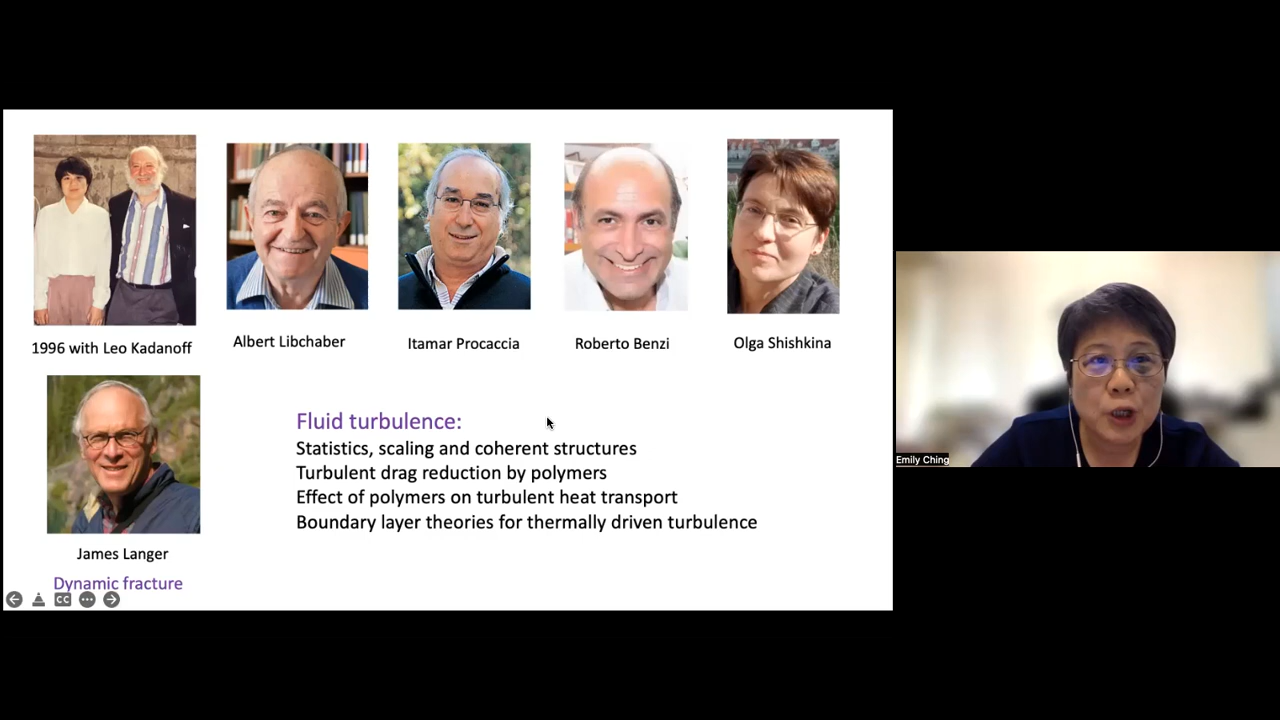 1996 with Leo Kadanoff
Albert Libchaber
Itamar Procaccia
Roberto Benzi
Olga Shishkina
James Langer
Dynamic fracture
Fluid turbulence:
Statistics, scaling and coherent structures
Turbulent drag reduction by polymers
Effect of polymers on turbulent heat transport
Boundary layer theories for thermally driven turbulence
CC
Emily Ching